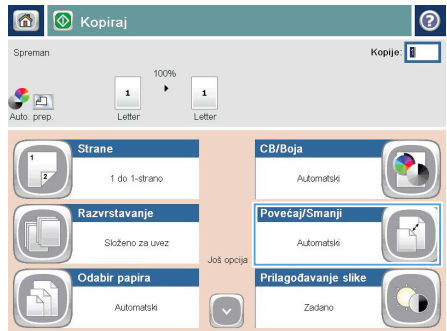 Kopiraj
Spreman
Kopije:
100%
1
1
Auto. prep.
Letter
Letter
Strane
1 do 1-strano
CB/Boja
Automatski
Razvrstavanje
Složeno za uvez
Povećaj/Smanji
Automatski
Još opcija
Odabir papira
Automatski
Prilagođavanje slike
Zadano